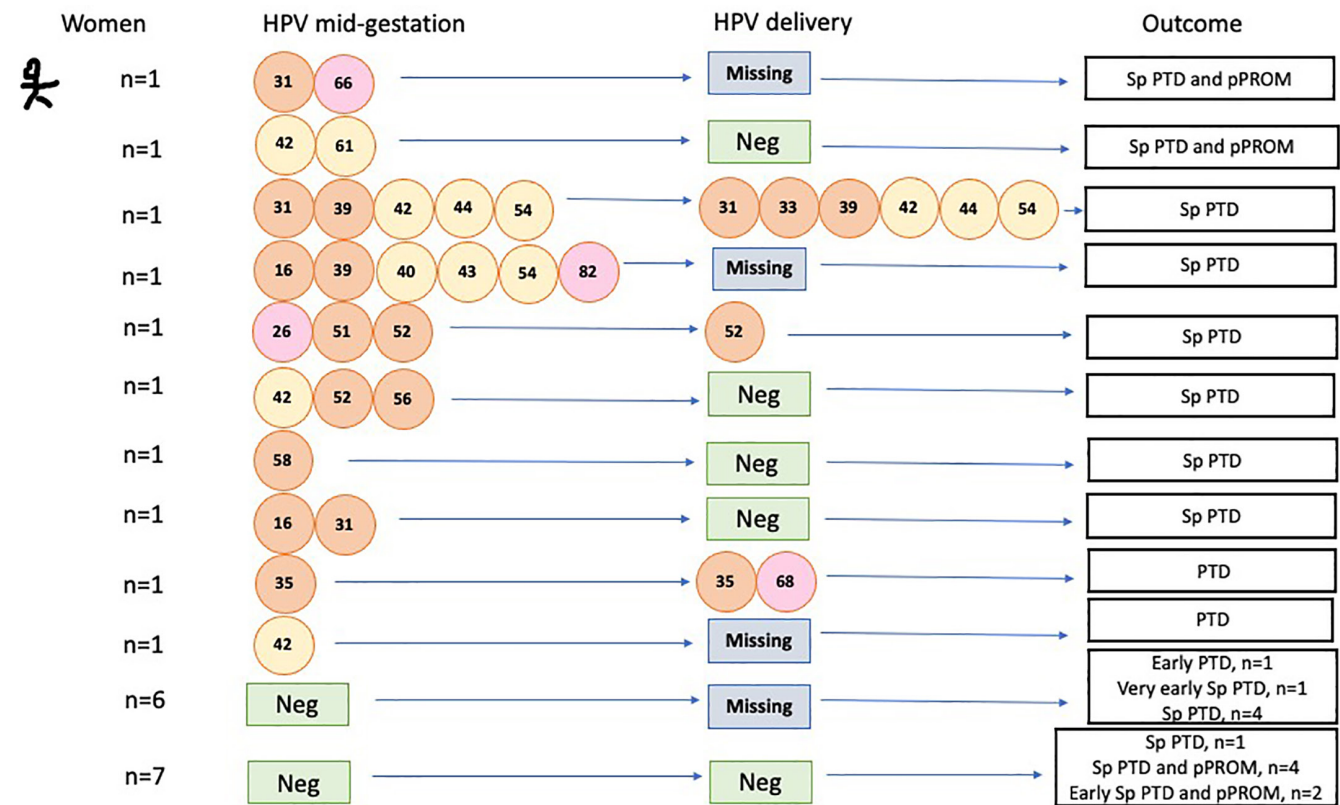 Women HPV mid-gestation HPV delivery Outcome
n=1 31 66 Missing Sp PTD and pPROM
n=1 42 61 Neg Sp PTD and pPROM
n=1 31 39 42 44 54 31 33 39 42 44 54 Sp PTD
n=1 16 39 40 43 54 82 Missing Sp PTD
n=1 26 51 52 52 Sp PTD
n=1 42 52 56 Neg Sp PTD
n=1 58 Neg Sp PTD
n=1 16 31 Neg Sp PTD
n=1 35 35 68 PTD
n=1 42 Missing PTD
n=6 Neg Missing
Early PTD, n=1
Very early Sp PTD, n=1
Sp PTD, n=4
n=7 Neg Neg
Sp PTD, n=1
Sp PTD and pPROM, n=4
Early Sp PTD and pPROM, n=2